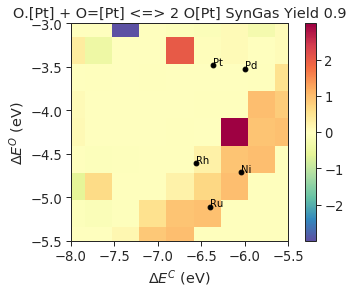 O.[Pt] + O=[Pt] <=> 2 O[Pt] SynGas Yield 0.9
−3.0
−3.5
−4.0
−4.5
−5.0
−5.5
ΔE^O (eV)
Pt
Pd
Rh
Ni
Ru
−8.0 −7.5 −7.0 −6.5 −6.0 −5.5
ΔE^C (eV)
2
1
0
−1
−2